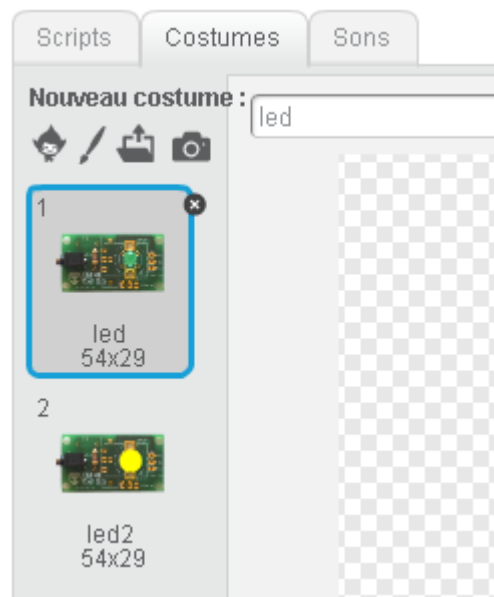 Scripts Costumes Sons
Nouveau costume :
led
1
led
54x29
2
led2
54x29